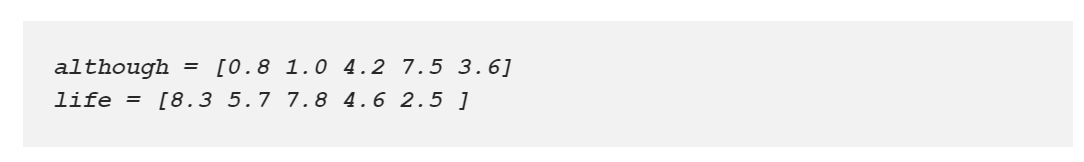 although = [0.8 1.0 4.2 7.5 3.6]
life = [8.3 5.7 7.8 4.6 2.5 ]